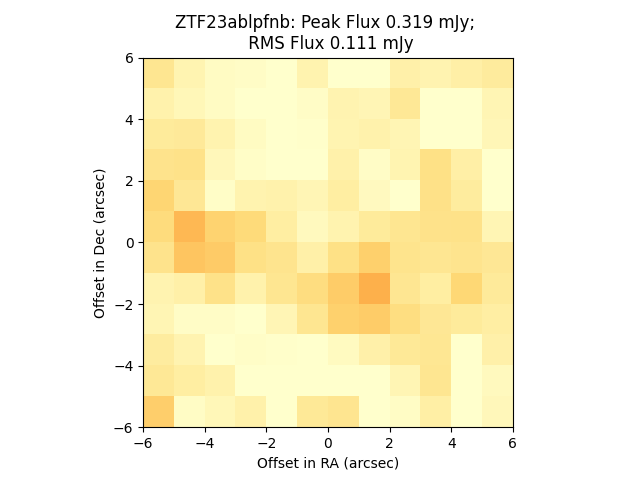 ZTF23ablpfnb: Peak Flux 0.319 mJy;
RMS Flux 0.111 mJy
6
4
2
0
−2
−4
−6
Offset in Dec (arcsec)
−6 −4 −2 0 2 4 6
Offset in RA (arcsec)